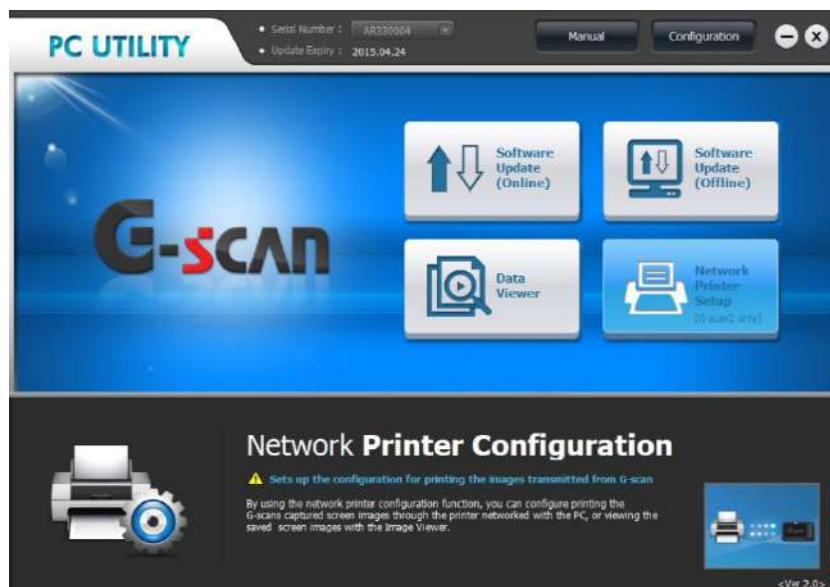 PC UTILITY
• Serial Number : AR330004
• Update Expiry : 2015.04.24
Manual
Configuration
G-scan
Software
Update
(Online)
Software
Update
(Offline)
Data
Viewer
Network
Printer
Setup
(G-scan2 only)
Network Printer Configuration
Sets up the configuration for printing the images transmitted from G-scan
By using the network printer configuration function, you can configure printing the
G-scans captured screen images through the printer networked with the PC, or viewing the
saved screen images with the Image Viewer.
<Ver 2.0>